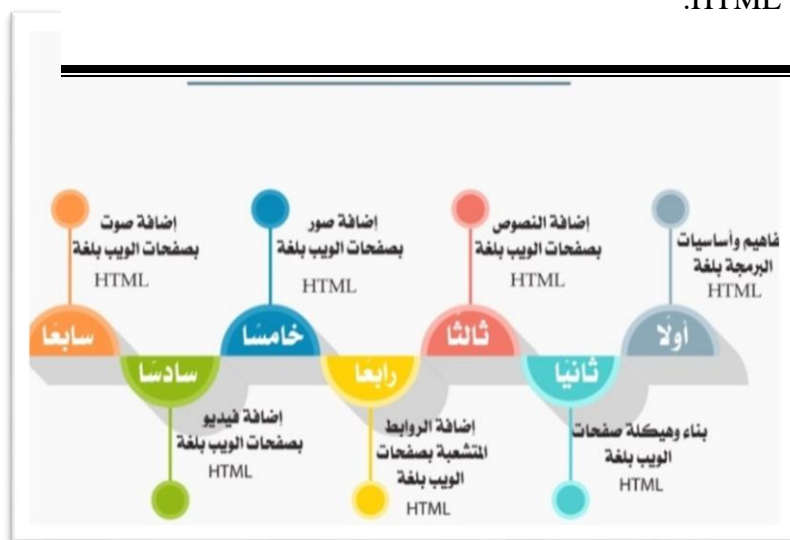 HTML.
أولًا
فاهيم وأساسيات
البرمجة بلغة
HTML
ثانيًا
بناء وهيكلة صفحات
الويب بلغة
HTML
ثالثًا
إضافة النصوص
بصفحات الويب بلغة
HTML
رابعًا
إضافة الروابط
المتشعبة بصفحات
الويب بلغة
HTML
خامسًا
إضافة صور
بصفحات الويب بلغة
HTML
سادسًا
إضافة فيديو
بصفحات الويب بلغة
HTML
سابعًا
إضافة صوت
بصفحات الويب بلغة
HTML